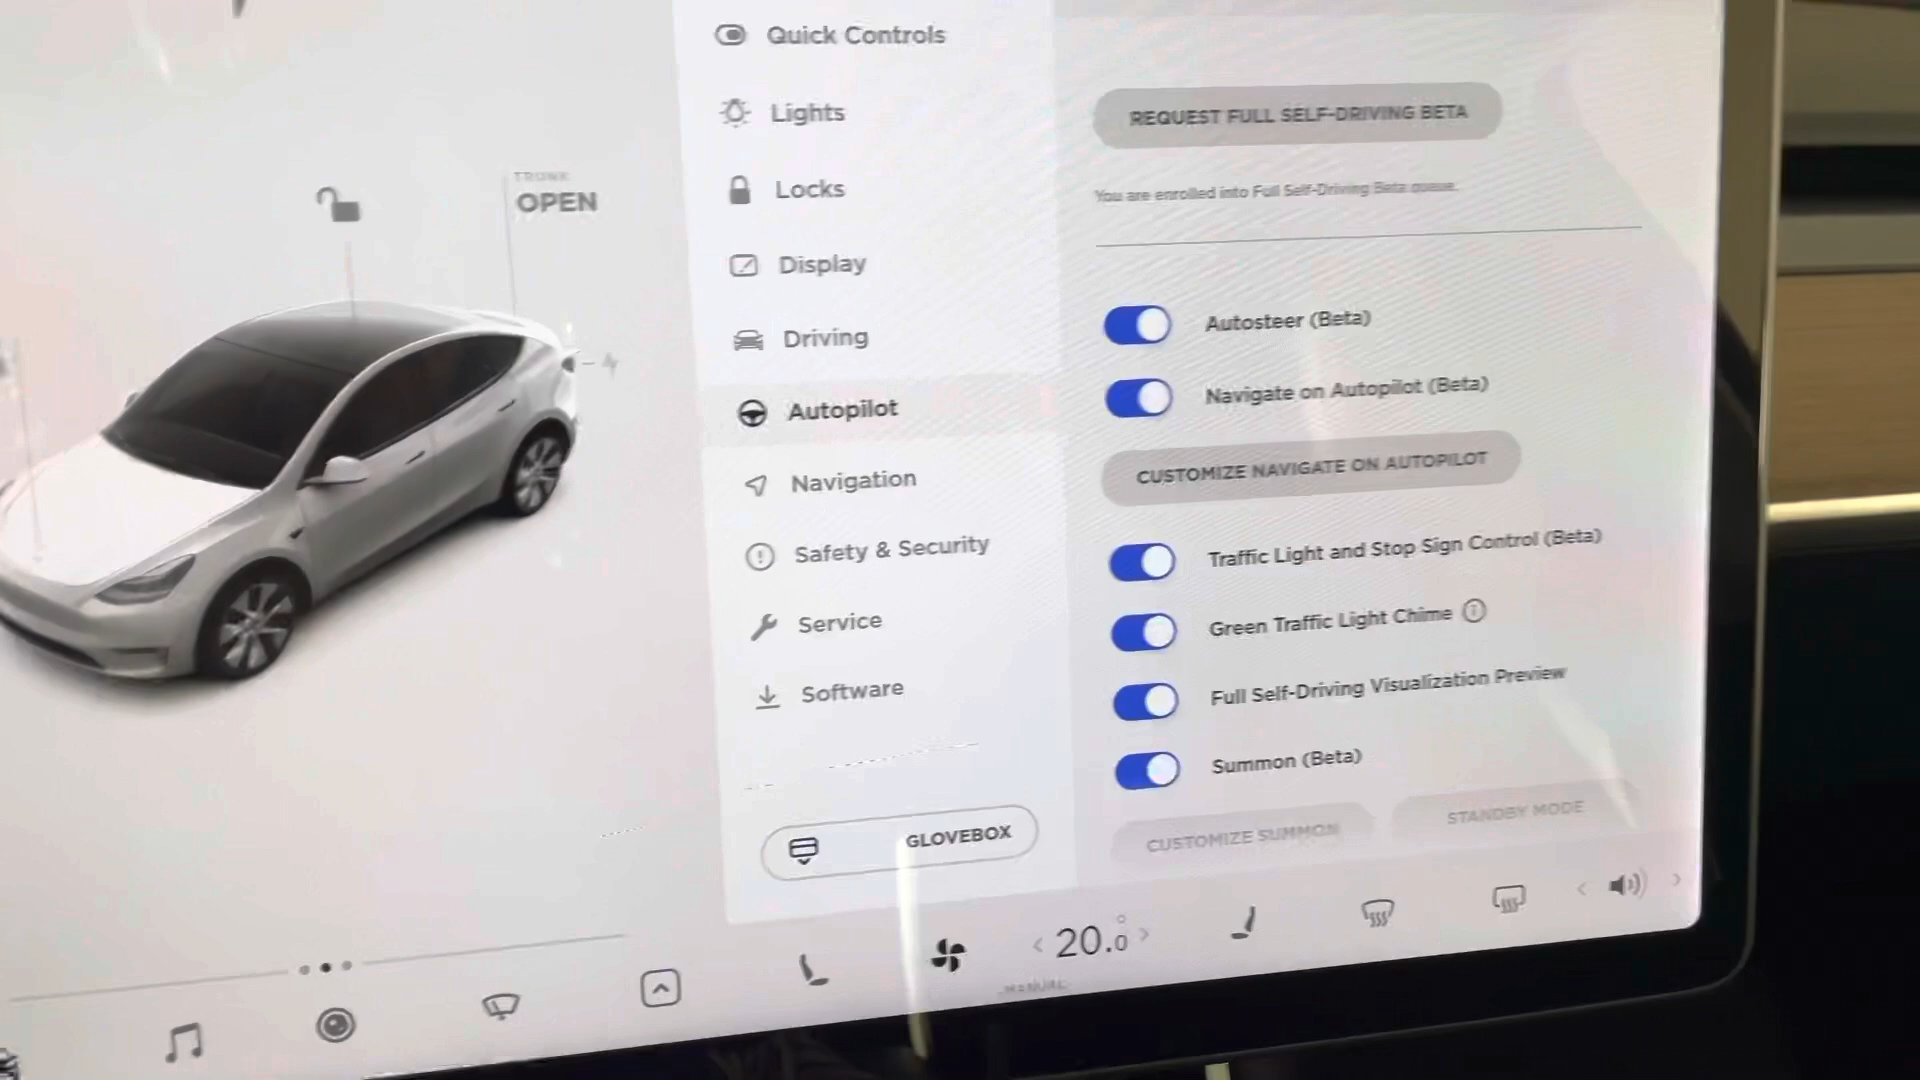 TRUNK
OPEN
Quick Controls
Lights
Locks
Display
Driving
Autopilot
Navigation
Safety & Security
Service
Software
GLOVEBOX
REQUEST FULL SELF-DRIVING BETA
You are enrolled into Full Self-Driving Beta queue.
Autosteer (Beta)
Navigate on Autopilot (Beta)
CUSTOMIZE NAVIGATE ON AUTOPILOT
Traffic Light and Stop Sign Control (Beta)
Green Traffic Light Chime
Full Self-Driving Visualization Preview
Summon (Beta)
CUSTOMIZE SUMMON
STANDBY MODE
20.0°
MANUAL